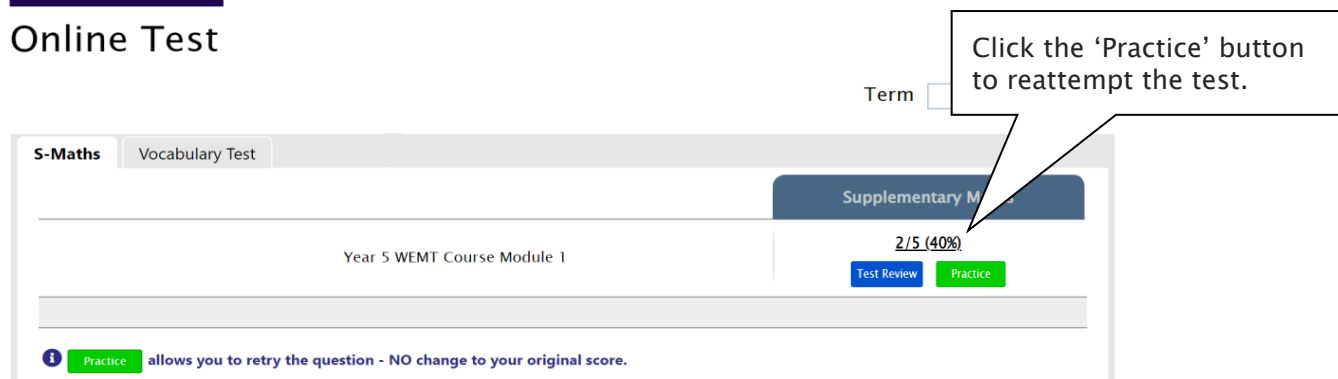 Online Test
Click the ‘Practice’ button
to reattempt the test.
Term
S-Maths
Vocabulary Test
Supplementary
Year 5 WEMT Course Module 1
2/5 (40%)
Test Review
Practice
Practice allows you to retry the question - NO change to your original score.